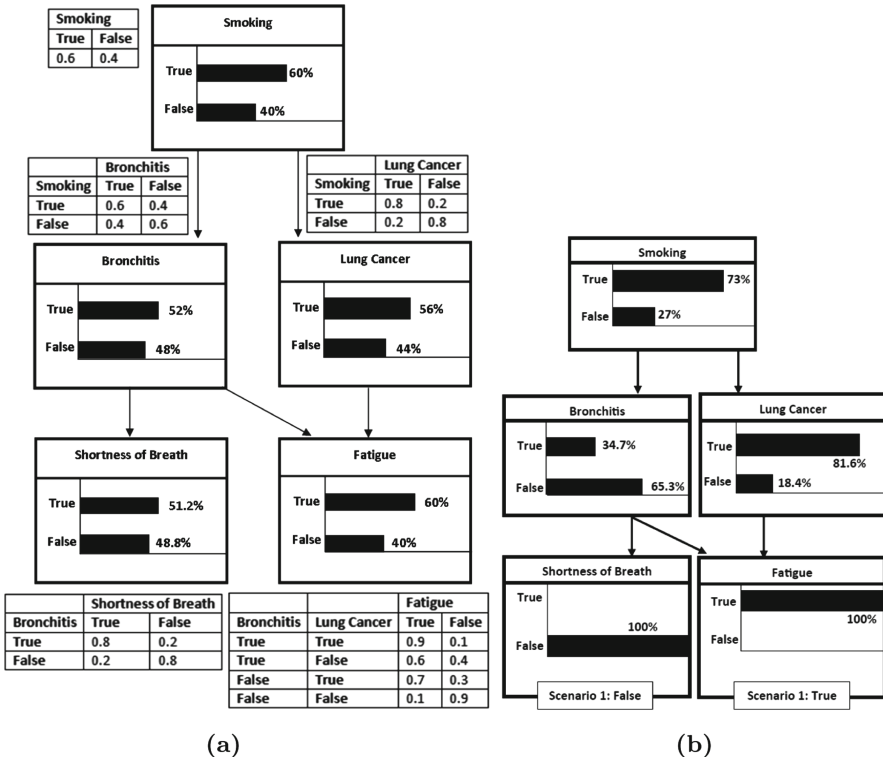 Smoking
True False
0.6 0.4
Smoking
True 60%
False 40%
Bronchitis
Smoking True False
True 0.6 0.4
False 0.4 0.6
Lung Cancer
Smoking True False
True 0.8 0.2
False 0.2 0.8
Bronchitis
True 52%
False 48%
Lung Cancer
True 56%
False 44%
Shortness of Breath
True 51.2%
False 48.8%
Fatigue
True 60%
False 40%
Shortness of Breath
Bronchitis True False
True 0.8 0.2
False 0.2 0.8
Fatigue
Bronchitis Lung Cancer True False
True True 0.9 0.1
True False 0.6 0.4
False True 0.7 0.3
False False 0.1 0.9
(a)
Smoking
True 73%
False 27%
Bronchitis
True 34.7%
False 65.3%
Lung Cancer
True
81.6%
False 18.4%
Shortness of Breath
True
100%
False
Scenario 1: False
Fatigue
True
100%
False
Scenario 1: True
(b)